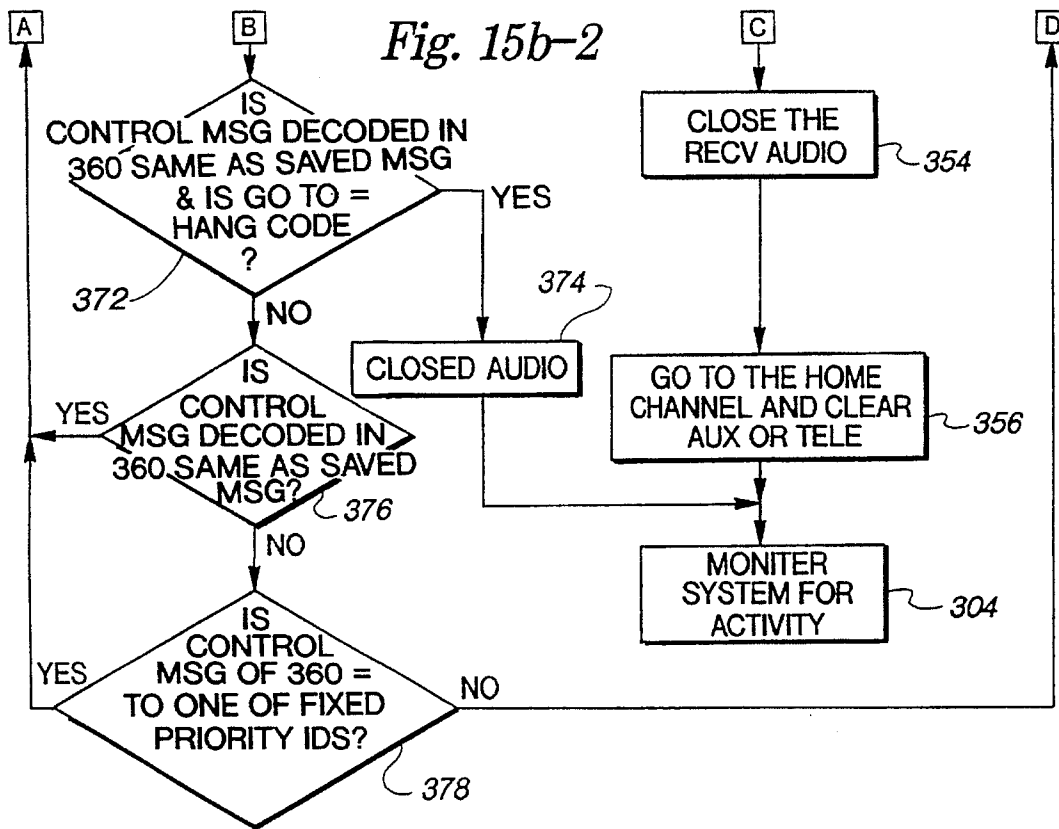 A
B
Fig. 15b-2
C
D
IS
CONTROL MSG DECODED IN
360 SAME AS SAVED MSG
& IS GO TO =
HANG CODE
?
372
YES
NO
374
CLOSED AUDIO
CLOSE THE
RECV AUDIO
354
IS
CONTROL
MSG DECODED IN
360 SAME AS SAVED
MSG?
376
YES
NO
GO TO THE HOME
CHANNEL AND CLEAR
AUX OR TELE
356
MONITER
SYSTEM FOR
ACTIVITY
304
IS
CONTROL
MSG OF 360 =
TO ONE OF FIXED
PRIORITY IDS?
YES
NO
378